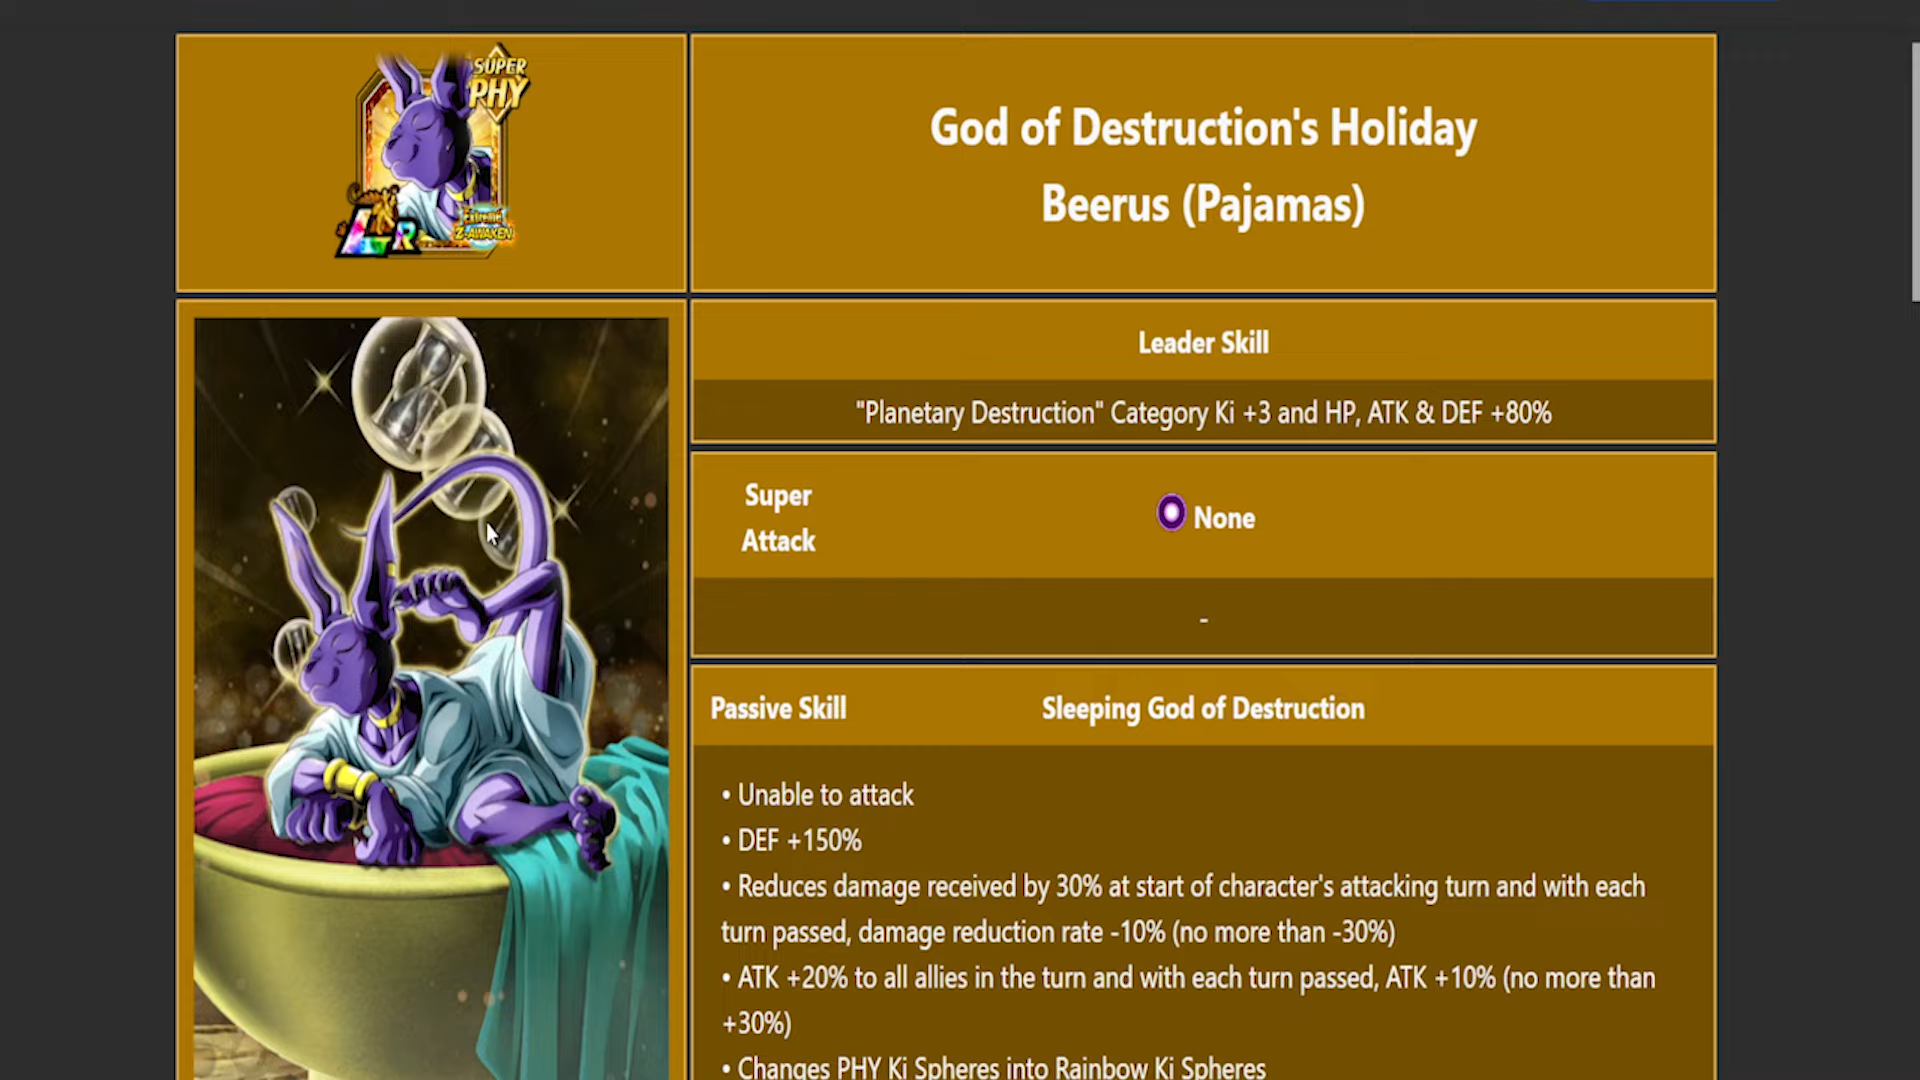 SUPER
PHY
LR
Extreme
Z-AWAKEN
God of Destruction's Holiday
Beerus (Pajamas)
Leader Skill
"Planetary Destruction" Category Ki +3 and HP, ATK & DEF +80%
Super
Attack
None
-
Passive Skill
Sleeping God of Destruction
• Unable to attack
• DEF +150%
• Reduces damage received by 30% at start of character's attacking turn and with each
turn passed, damage reduction rate -10% (no more than -30%)
• ATK +20% to all allies in the turn and with each turn passed, ATK +10% (no more than
+30%)
• Changes PHY Ki Spheres into Rainbow Ki Spheres